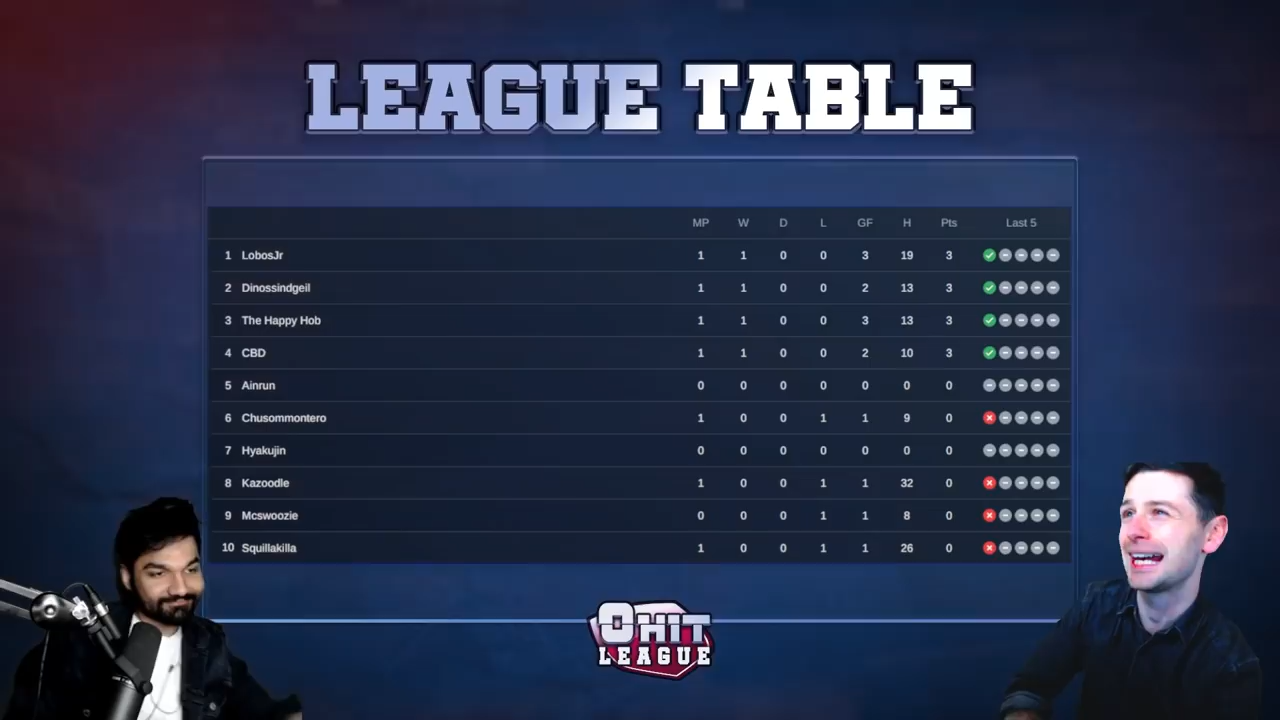 LEAGUE TABLE
MP W D L GF H Pts Last 5
1 LobosJr 1 1 0 0 3 19 3
2 Dinossindgeil 1 1 0 0 2 13 3
3 The Happy Hob 1 1 0 0 3 13 3
4 CBD 1 1 0 0 2 10 3
5 Ainrun 0 0 0 0 0 0 0
6 Chusommontero 1 0 0 1 1 9 0
7 Hyakujin 0 0 0 0 0 0 0
8 Kazoodle 1 0 0 1 1 32 0
9 Mcswoozie 0 0 0 1 1 8 0
10 Squillakilla 1 0 0 1 1 26 0
0HIT
LEAGUE